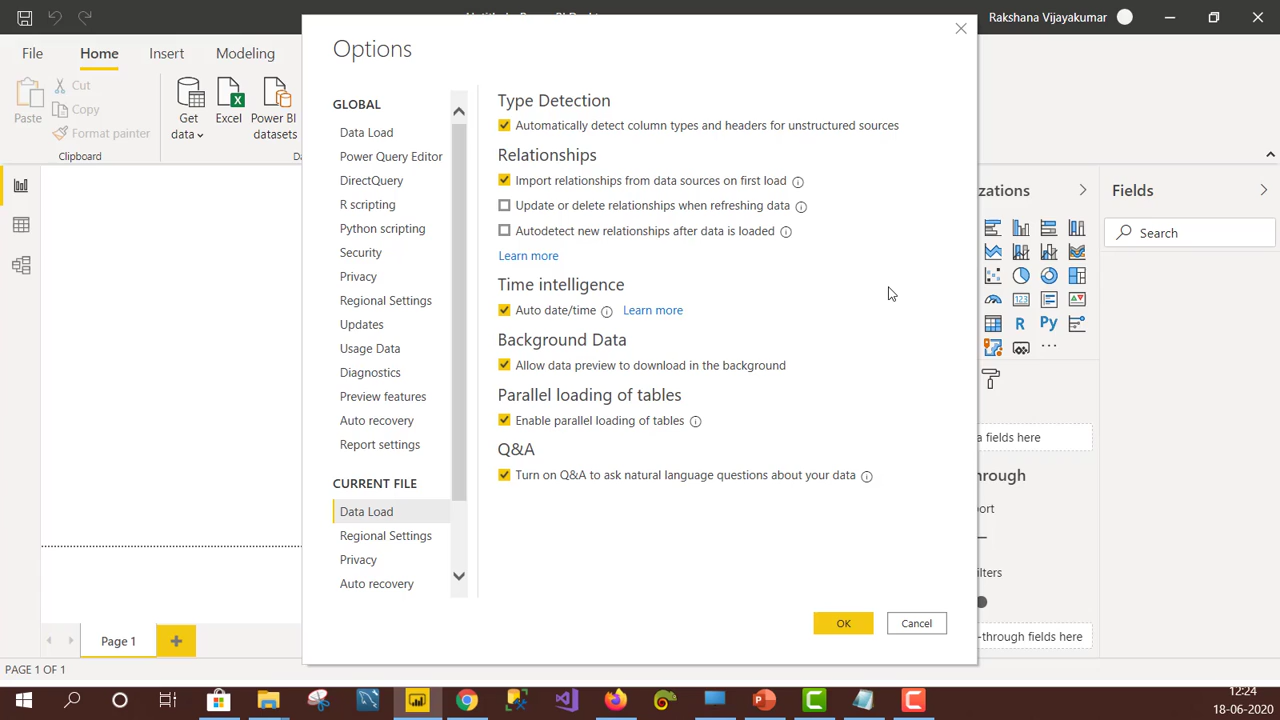 Rakshana Vijayakumar
File
Home
Insert
Modeling
Paste
Cut
Copy
Format painter
Clipboard
Get data
Excel
Power BI datasets
Options
GLOBAL
Data Load
Power Query Editor
DirectQuery
R scripting
Python scripting
Security
Privacy
Regional Settings
Updates
Usage Data
Diagnostics
Preview features
Auto recovery
Report settings
CURRENT FILE
Data Load
Regional Settings
Privacy
Auto recovery
Type Detection
Automatically detect column types and headers for unstructured sources
Relationships
Import relationships from data sources on first load
Update or delete relationships when refreshing data
Autodetect new relationships after data is loaded
Learn more
Time intelligence
Auto date/time Learn more
Background Data
Allow data preview to download in the background
Parallel loading of tables
Enable parallel loading of tables
Q&A
Turn on Q&A to ask natural language questions about your data
OK
Cancel
zations
Fields
Search
123
R
Py
a fields here
hrough
ort
ilters
-through fields here
Page 1
PAGE 1 OF 1
12:24
18-06-2020